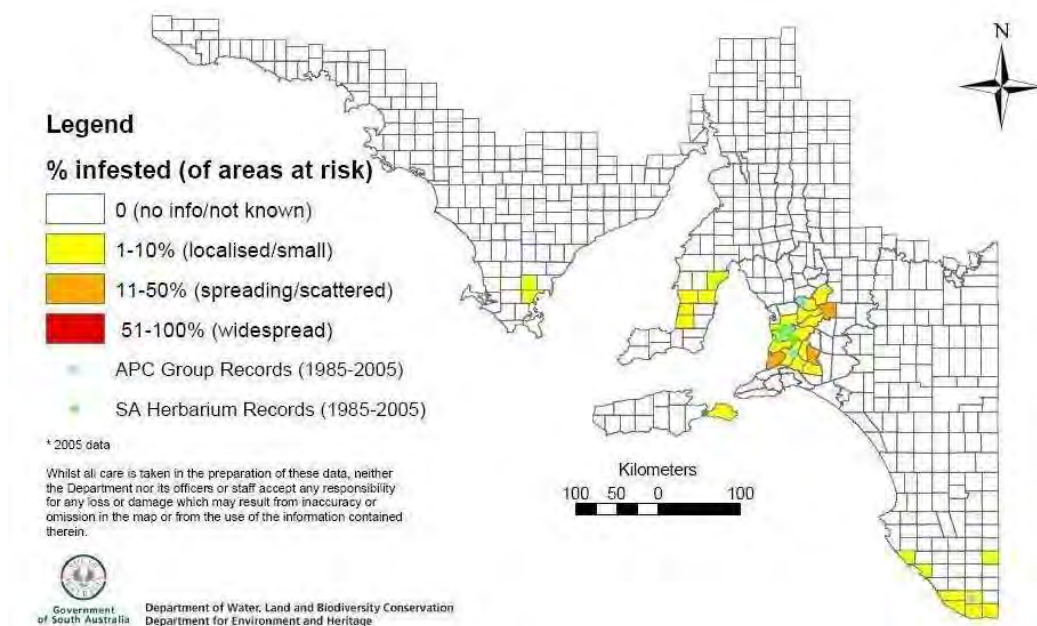 N
Legend
% infested (of areas at risk)
0 (no info/not known)
1-10% (localised/small)
11-50% (spreading/scattered)
51-100% (widespread)
APC Group Records (1985-2005)
SA Herbarium Records (1985-2005)
* 2005 data
Whilst all care is taken in the preparation of these data, neither
the Department nor its officers or staff accept any responsibility
for any loss or damage which may result from inaccuracy or
omission in the map or from the use of the information contained
therein.
Kilometers
100 50 0 100
Government
of South Australia
Department of Water, Land and Biodiversity Conservation
Department for Environment and Heritage